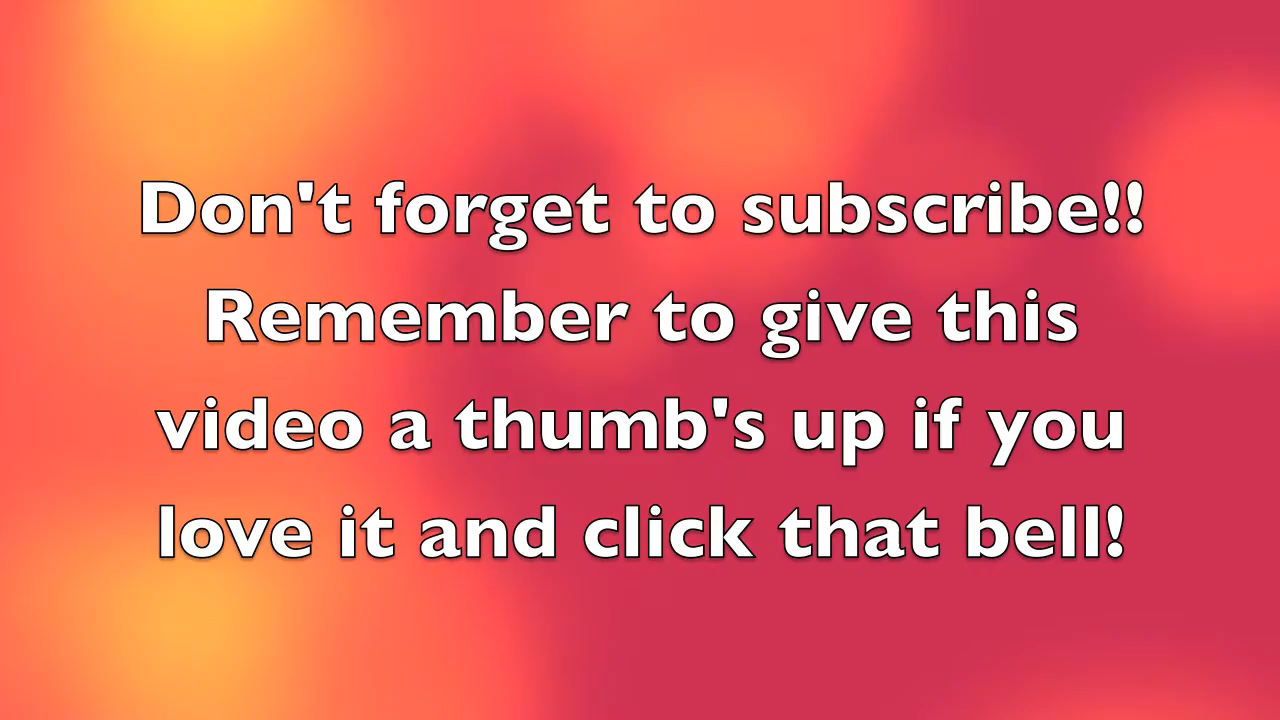 Don't forget to subscribe!!
Remember to give this
video a thumb's up if you
love it and click that bell!